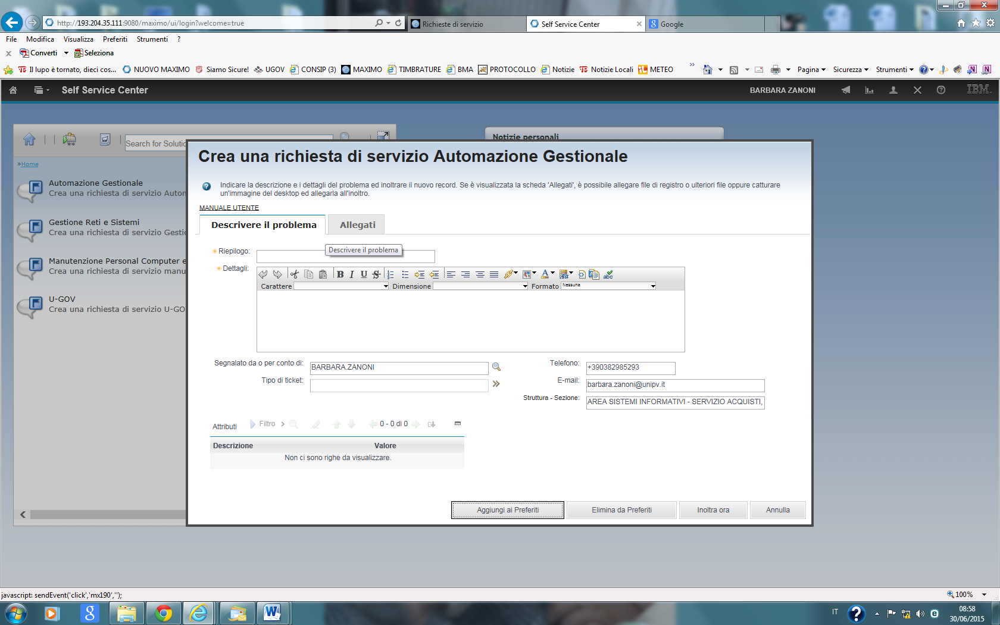 http://193.204.35.111:9080/maximo/ui/login?welcome=true
Richieste di servizio
Self Service Center
Google
File Modifica Visualizza Preferiti Strumenti ?
x Converti Seleziona
Il lupo è tornato, dieci cos... NUOVO MAXIMO Siamo Sicure! UGOV CONSIP (3) MAXIMO TIMBRATURE BMA PROTOCOLLO Notizie Notizie Locali METEO » Pagina Sicurezza Strumenti
Self Service Center
BARBARA ZANONI
IBM.
Search for Solutio
Notizie personali
»Home
Automazione Gestionale
Crea una richiesta di servizio Auton
Gestione Reti e Sistemi
Crea una richiesta di servizio Gesti
Manutenzione Personal Computer e
Crea una richiesta di servizio manu
U-GOV
Crea una richiesta di servizio U-GO
Crea una richiesta di servizio Automazione Gestionale
Indicare la descrizione e i dettagli del problema ed inoltrare il nuovo record. Se è visualizzata la scheda 'Allegati', è possibile allegare file di registro o ulteriori file oppure catturare
un'immagine del desktop ed allegarla all'inoltro.
MANUALE UTENTE
Descrivere il problema
Allegati
Riepilogo:
Descrivere il problema
Dettagli:
B I U S
abc
Carattere Dimensione Formato Nessuna
Segnalato da o per conto di: BARBARA.ZANONI
Telefono: +390382985293
Tipo di ticket:
E-mail: barbara.zanoni@unipv.it
Struttura - Sezione: AREA SISTEMI INFORMATIVI - SERVIZIO ACQUISTI,
Attributi Filtro 0 - 0 di 0
Descrizione Valore
Non ci sono righe da visualizzare.
Aggiungi ai Preferiti Elimina da Preferiti Inoltra ora Annulla
javascript: sendEvent('click','mx190','');
100%
IT
08:58
30/06/2015